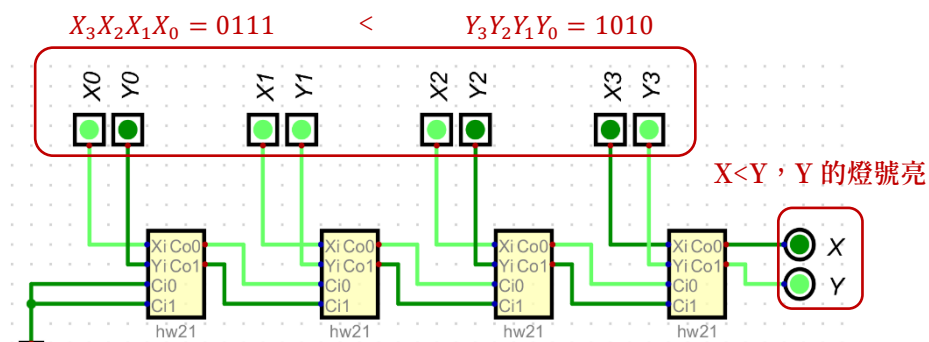 X₃X₂X₁X₀ = 0111 < Y₃Y₂Y₁Y₀ = 1010
X0 Y0 X1 Y1 X2 Y2 X3 Y3
X<Y，Y 的燈號亮
Xi Co0 Xi Co0 Xi Co0 Xi Co0 X
Yi Co1 Yi Co1 Yi Co1 Yi Co1
Ci0 Ci0 Ci0 Ci0 Y
Ci1 Ci1 Ci1 Ci1
hw21 hw21 hw21 hw21